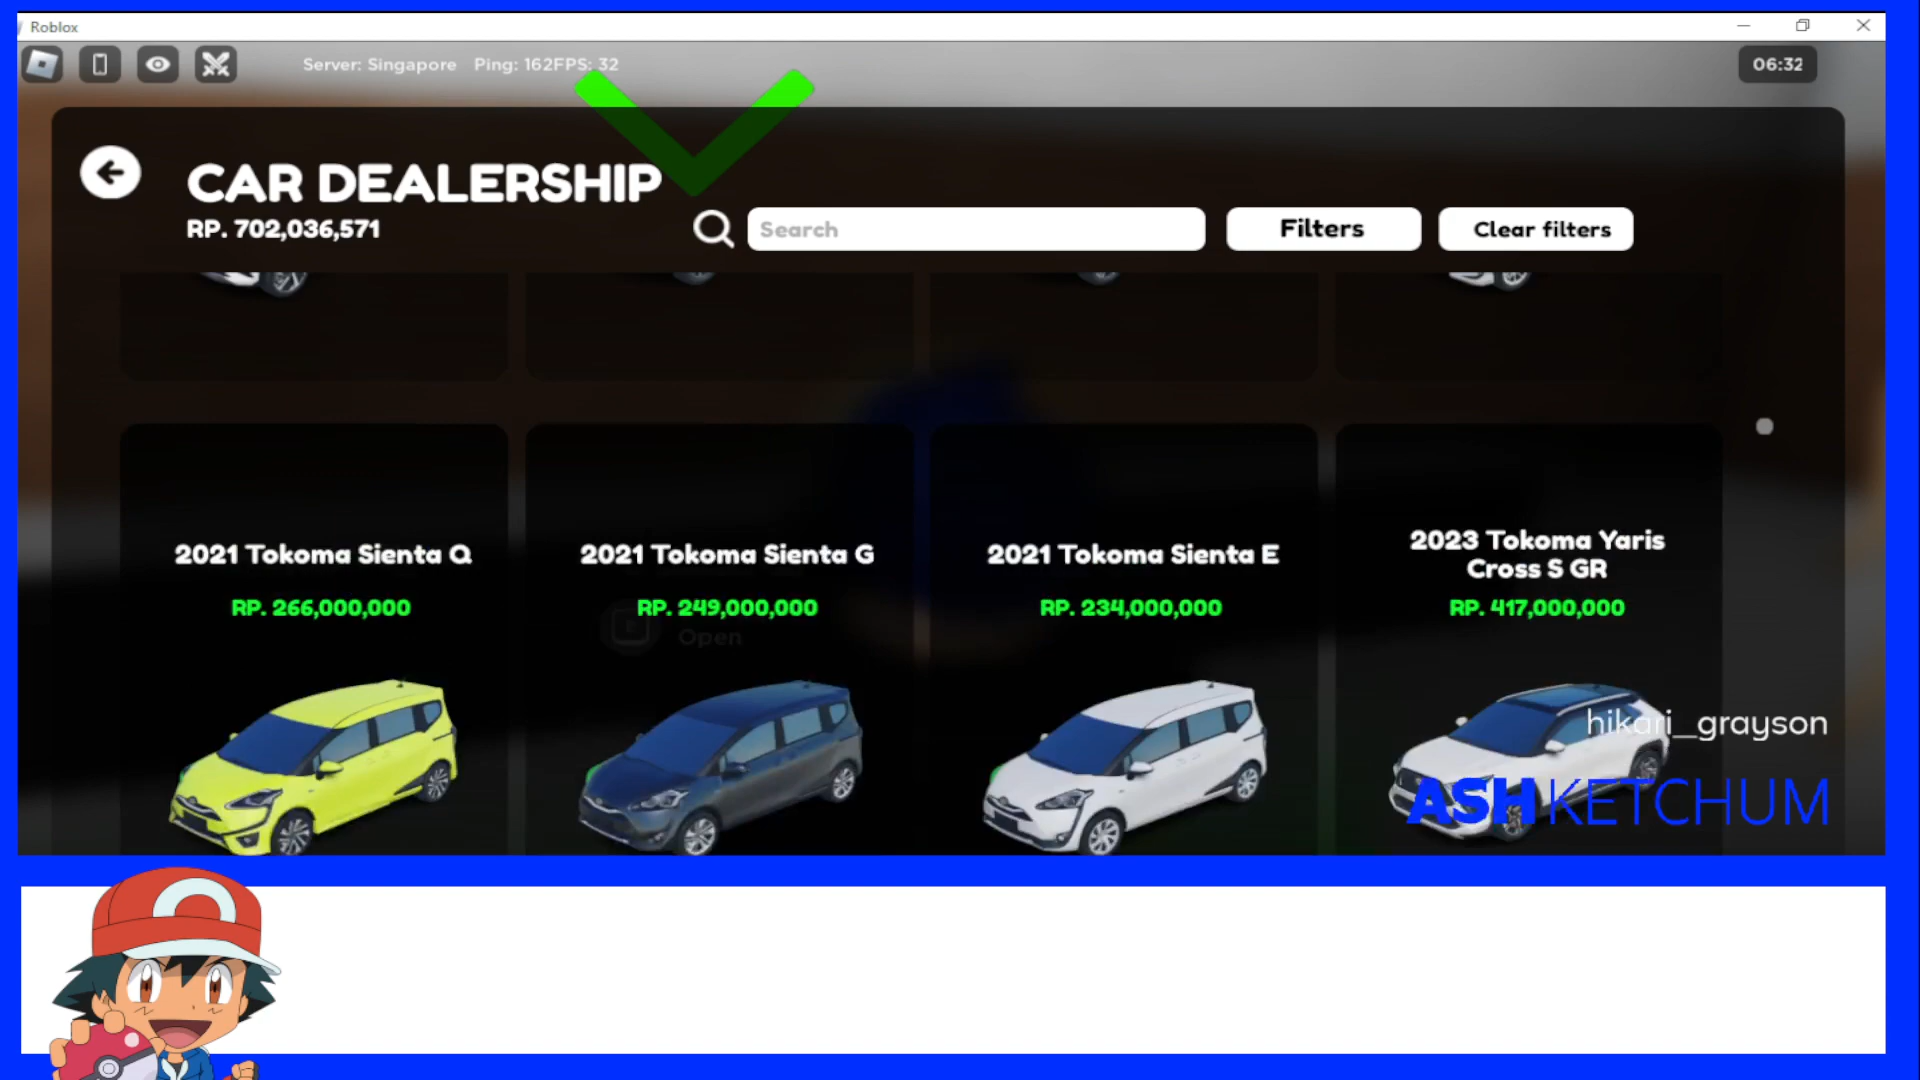 Roblox
Server: Singapore Ping: 162FPS: 32
06:32
CAR DEALERSHIP
RP. 702,036,571
Search
Filters
Clear filters
2021 Tokoma Sienta Q
RP. 266,000,000
2021 Tokoma Sienta G
RP. 249,000,000
2021 Tokoma Sienta E
RP. 234,000,000
2023 Tokoma Yaris
Cross S GR
RP. 417,000,000
Open
hikari_grayson
ASHKETCHUM